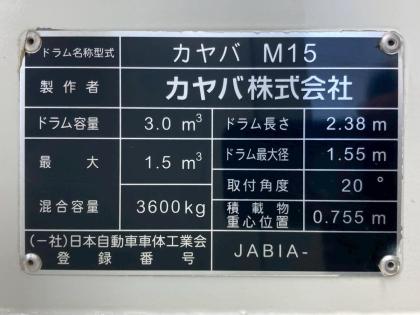 ドラム名称型式 カヤバ M15
製作者 カヤバ株式会社
ドラム容量 3.0 m³ ドラム長さ 2.38 m
最大 1.5 m³ ドラム最大径 1.55 m
混合容量 3600kg 取付角度 20°
積載物重心位置 0.755 m
(一社)日本自動車車体工業会
登録番号 JABIA-